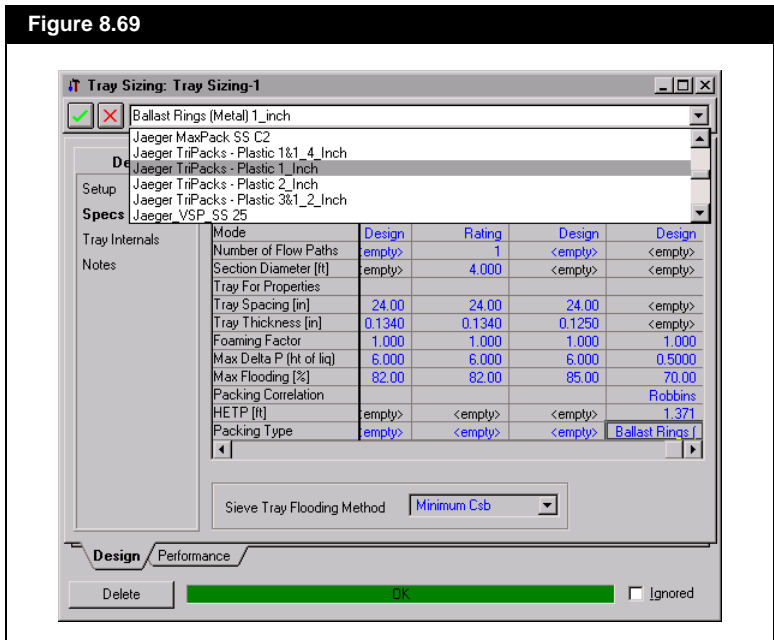 Figure 8.69
Tray Sizing: Tray Sizing-1
Ballast Rings (Metal) 1_inch
Jaeger MaxPack SS C2
Jaeger TriPacks - Plastic 1&1_4_Inch
Jaeger TriPacks - Plastic 1_Inch
Jaeger TriPacks - Plastic 2_Inch
Jaeger TriPacks - Plastic 3&1_2_Inch
Jaeger_VSP_SS 25
De
Setup
Specs
Tray Internals
Notes
Mode Design Rating Design Design
Number of Flow Paths empty> 1 <empty> <empty>
Section Diameter [ft] empty> 4.000 <empty> <empty>
Tray For Properties
Tray Spacing [in] 24.00 24.00 24.00 <empty>
Tray Thickness [in] 0.1340 0.1340 0.1250 <empty>
Foaming Factor 1.000 1.000 1.000 1.000
Max Delta P (ht of liq) 6.000 6.000 6.000 0.5000
Max Flooding [%] 82.00 82.00 85.00 70.00
Packing Correlation Robbins
HETP [ft] empty> <empty> <empty> 1.371
Packing Type empty> <empty> <empty> Ballast Rings (
Sieve Tray Flooding Method Minimum Csb
Design Performance
Delete OK Ignored